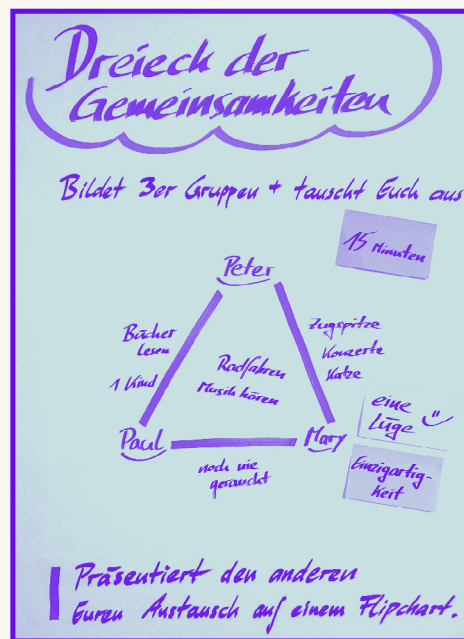 Dreieck der
Gemeinsamkeiten
Bildet 3er Gruppen + tauscht Euch aus
15 Minuten
Peter
Bücher
lesen
1 Kind
Zugspitze
Konzerte
Katze
Radfahren
Musik hören
Paul
Mary
noch nie
geraucht
eine
Lüge
Einzigartig-
keit
Präsentiert den anderen
Euren Austausch auf einem Flipchart.